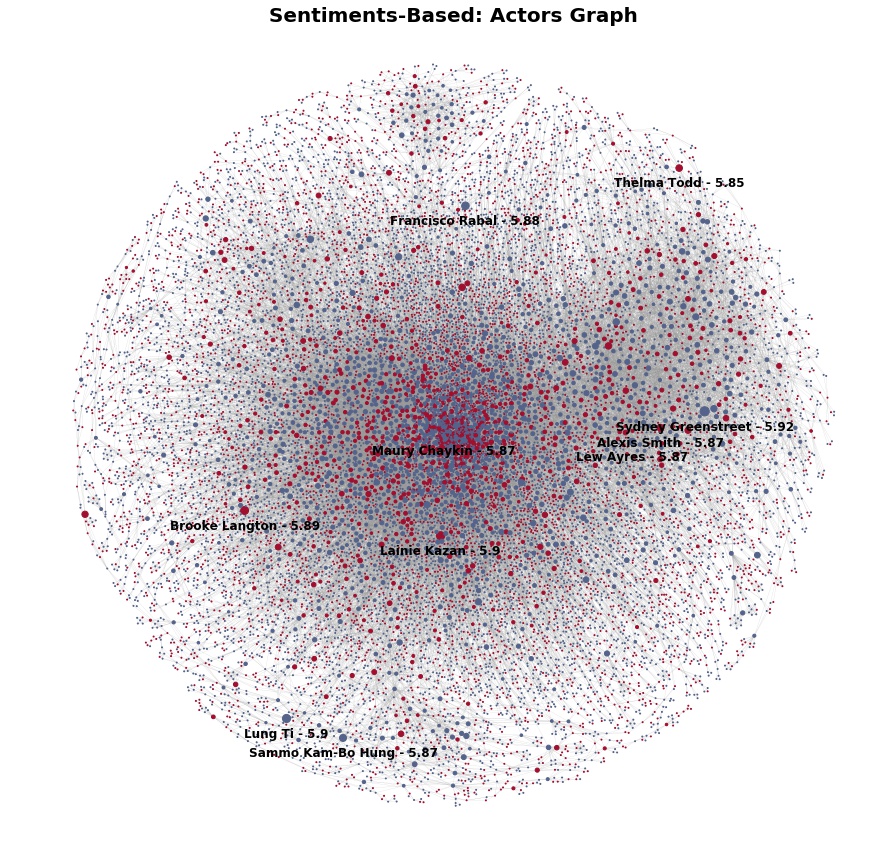 Sentiments-Based: Actors Graph
Thelma Todd - 5.85
Francisco Rabal - 5.88
Sydney Greenstreet - 5.92
Alexis Smith - 5.87
Maury Chaykin - 5.87
Lew Ayres - 5.87
Brooke Langton - 5.89
Lainie Kazan - 5.9
Lung Ti - 5.9
Sammo Kam-Bo Hung - 5.87